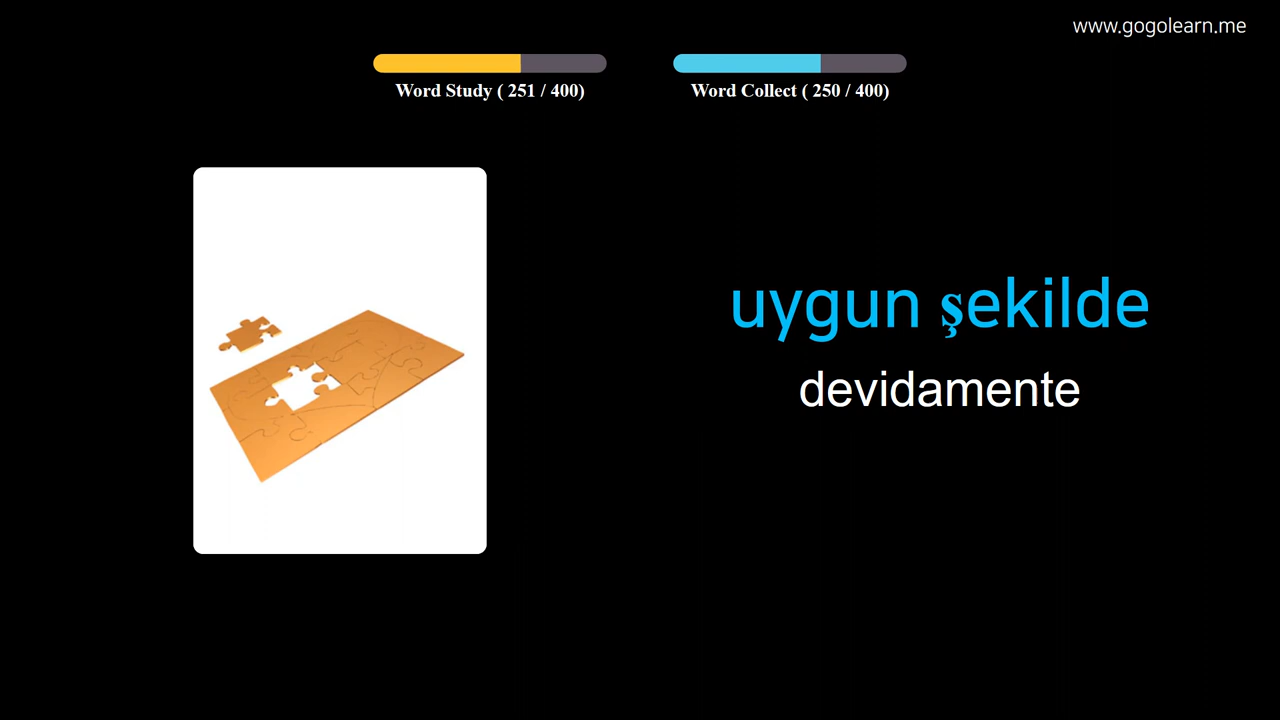 www.gogolearn.me
Word Study ( 251 / 400)
Word Collect ( 250 / 400)
uygun şekilde
devidamente